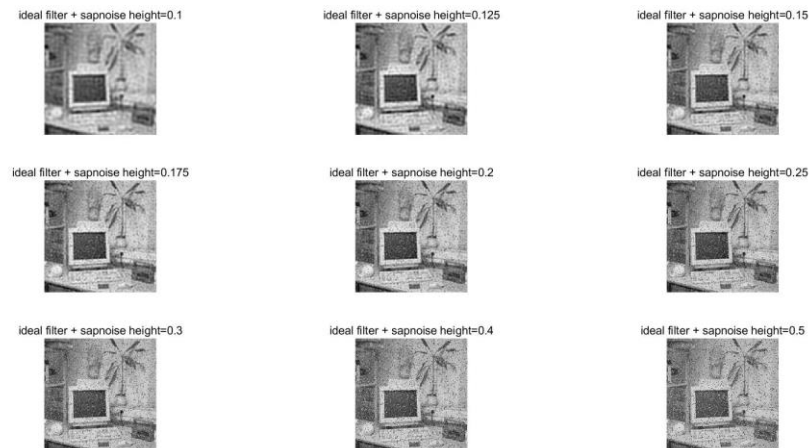 ideal filter + sapnoise height=0.1
ideal filter + sapnoise height=0.125
ideal filter + sapnoise height=0.15
ideal filter + sapnoise height=0.175
ideal filter + sapnoise height=0.2
ideal filter + sapnoise height=0.25
ideal filter + sapnoise height=0.3
ideal filter + sapnoise height=0.4
ideal filter + sapnoise height=0.5